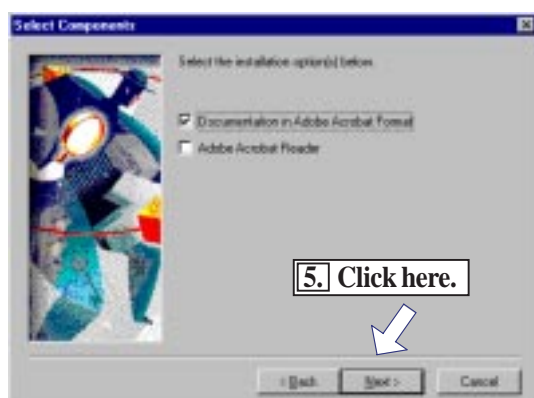 Select Components
Select the installation option(s) below.
Documentation in Adobe Acrobat Format
Adobe Acrobat Reader
5. Click here.
< Back
Next >
Cancel